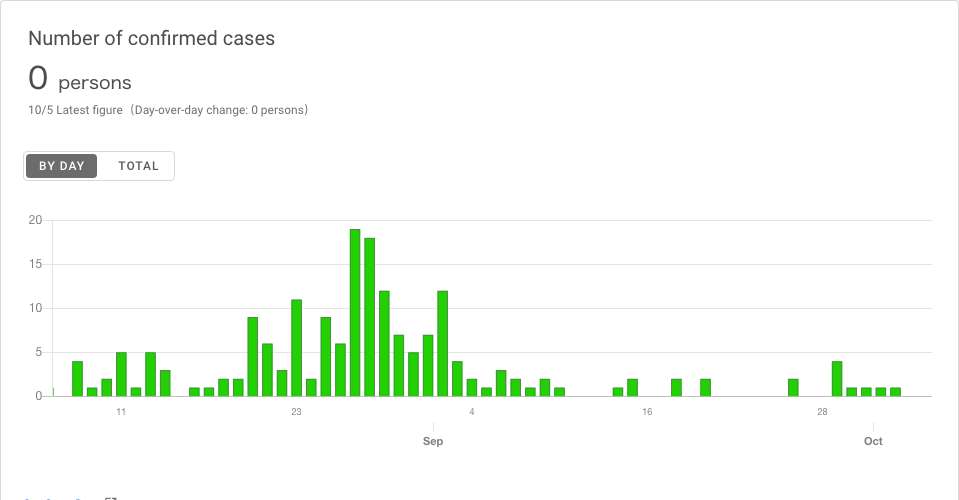 Number of confirmed cases
0 persons
10/5 Latest figure（Day-over-day change: 0 persons）
BY DAY TOTAL
20
15
10
5
0
11 23 4 16 28
Sep Oct